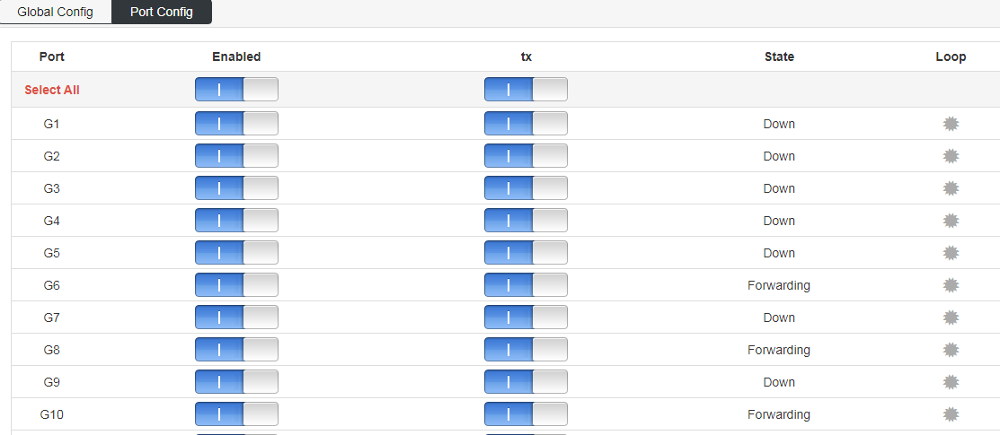 Global Config Port Config
Port Enabled tx State Loop
Select All
G1 Down
G2 Down
G3 Down
G4 Down
G5 Down
G6 Forwarding
G7 Down
G8 Forwarding
G9 Down
G10 Forwarding